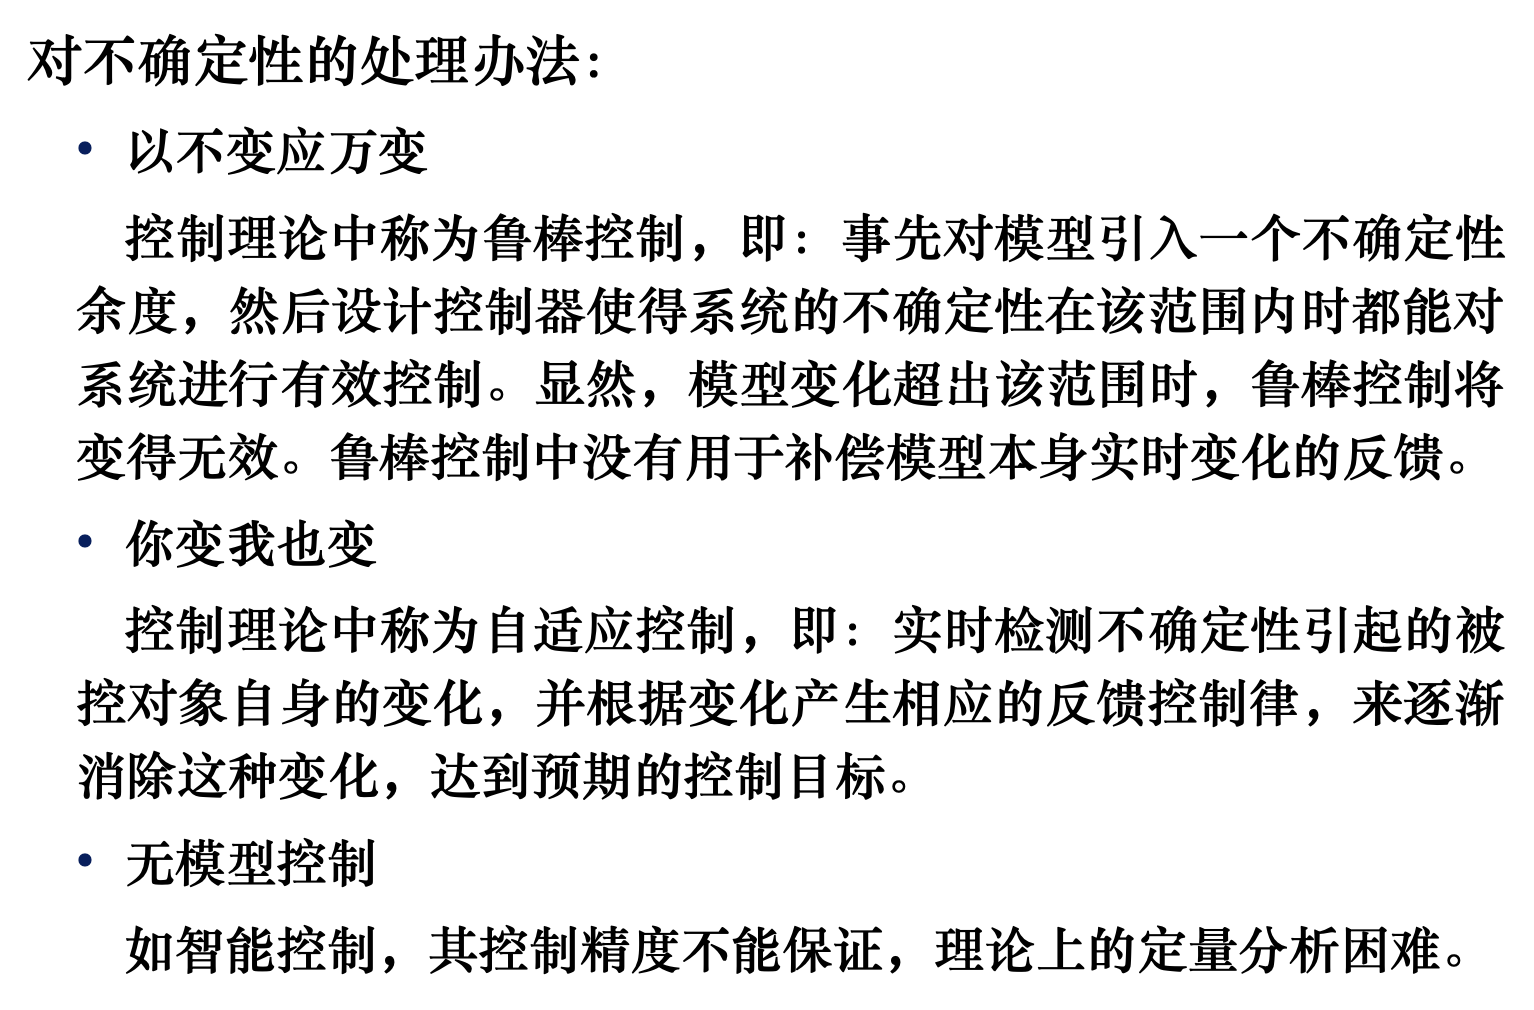 对不确定性的处理办法：
• 以不变应万变
控制理论中称为鲁棒控制，即：事先对模型引入一个不确定性
余度，然后设计控制器使得系统的不确定性在该范围内时都能对
系统进行有效控制。显然，模型变化超出该范围时，鲁棒控制将
变得无效。鲁棒控制中没有用于补偿模型本身实时变化的反馈。
• 你变我也变
控制理论中称为自适应控制，即：实时检测不确定性引起的被
控对象自身的变化，并根据变化产生相应的反馈控制律，来逐渐
消除这种变化，达到预期的控制目标。
• 无模型控制
如智能控制，其控制精度不能保证，理论上的定量分析困难。